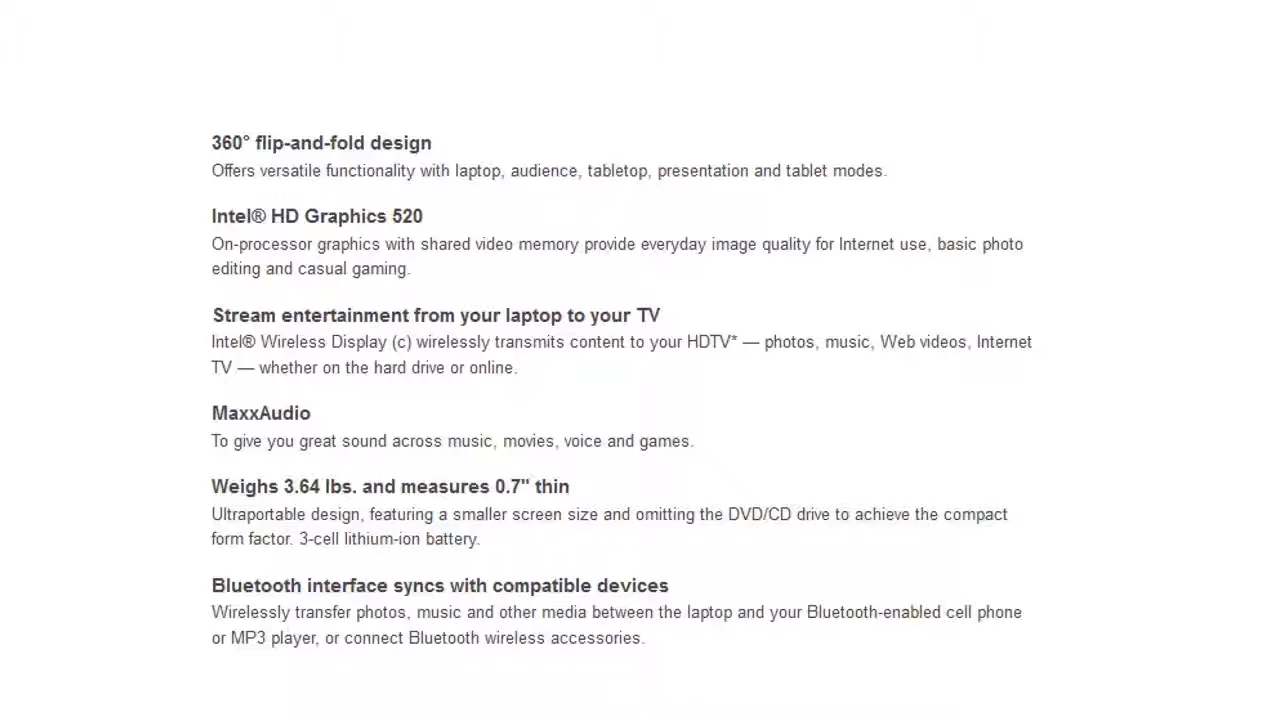 360° flip-and-fold design
Offers versatile functionality with laptop, audience, tabletop, presentation and tablet modes.
Intel® HD Graphics 520
On-processor graphics with shared video memory provide everyday image quality for Internet use, basic photo
editing and casual gaming.
Stream entertainment from your laptop to your TV
Intel® Wireless Display (c) wirelessly transmits content to your HDTV* — photos, music, Web videos, Internet
TV — whether on the hard drive or online.
MaxxAudio
To give you great sound across music, movies, voice and games.
Weighs 3.64 lbs. and measures 0.7" thin
Ultraportable design, featuring a smaller screen size and omitting the DVD/CD drive to achieve the compact
form factor. 3-cell lithium-ion battery.
Bluetooth interface syncs with compatible devices
Wirelessly transfer photos, music and other media between the laptop and your Bluetooth-enabled cell phone
or MP3 player, or connect Bluetooth wireless accessories.